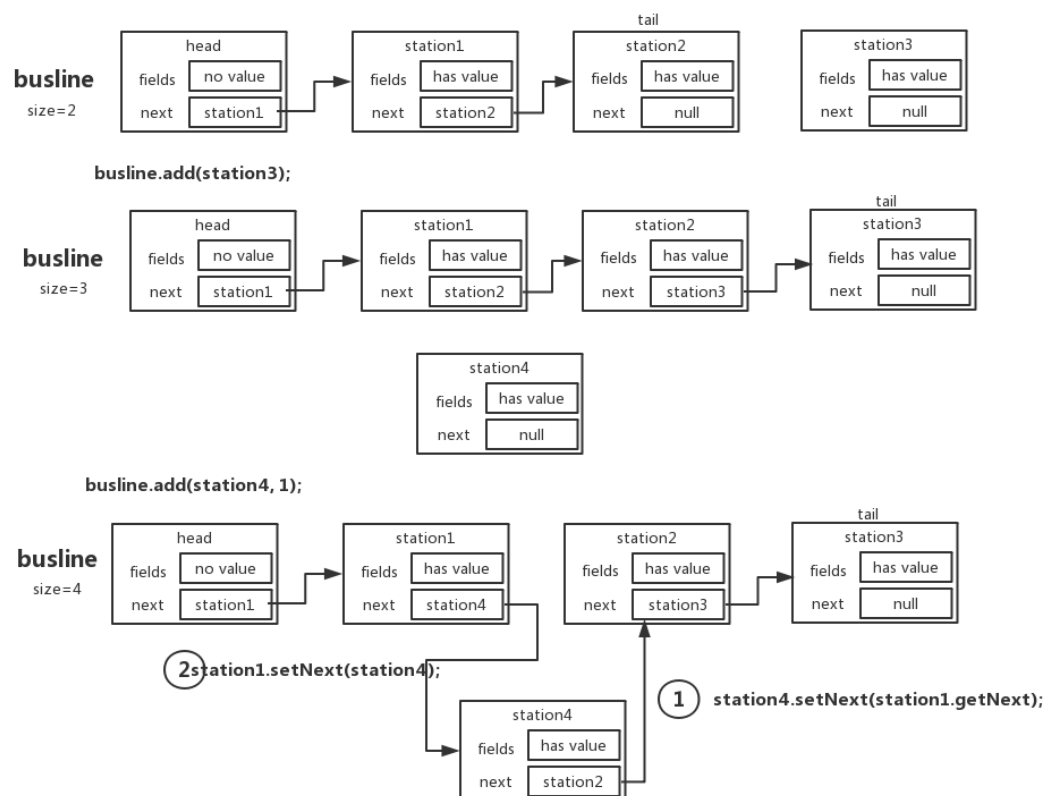 tail
head
station1
station2
station3
busline
fields
no value
fields
has value
fields
has value
fields
has value
size=2
next
station1
next
station2
next
null
next
null
busline.add(station3);
tail
head
station1
station2
station3
busline
fields
no value
fields
has value
fields
has value
fields
has value
size=3
next
station1
next
station2
next
station3
next
null
station4
fields
has value
next
null
busline.add(station4, 1);
tail
head
station1
station2
station3
busline
fields
no value
fields
has value
fields
has value
fields
has value
size=4
next
station1
next
station4
next
station3
next
null
2
station1.setNext(station4);
1
station4.setNext(station1.getNext);
station4
fields
has value
next
station2